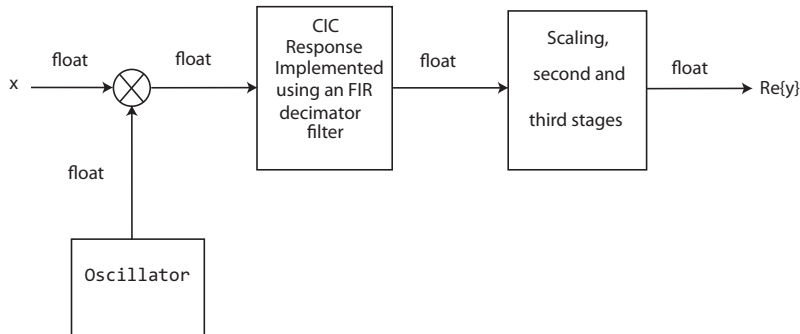 x
float
float
CIC
Response
Implemented
using an FIR
decimator
filter
float
Scaling,
second and
third stages
float
Re{y}
float
Oscillator